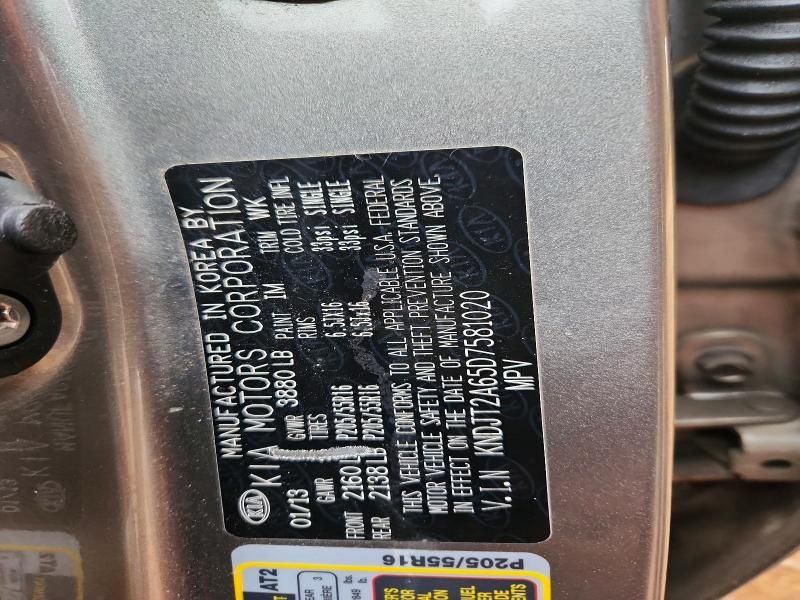 MANUFACTURED IN KOREA BY.
KIA KIA MOTORS CORPORATION
01/13 GVWR 3880 LB PAINT IM TRIM WK
GAWR TIRES RIMS COLD TIRE INFL
FRONT 2160 LB P205/55R16 6.5JX16 33psi SINGLE
REAR 2138 LB P205/55R16 6.5JX16 33psi SINGLE
THIS VEHICLE CONFORMS TO ALL APPLICABLE U.S.A. FEDERAL
MOTOR VEHICLE SAFETY AND THEFT PREVENTION STANDARDS
IN EFFECT ON THE DATE OF MANUFACTURE SHOWN ABOVE.
V.I.N KNDJT2A65D7581020
MPV
P205/55R16
AT2